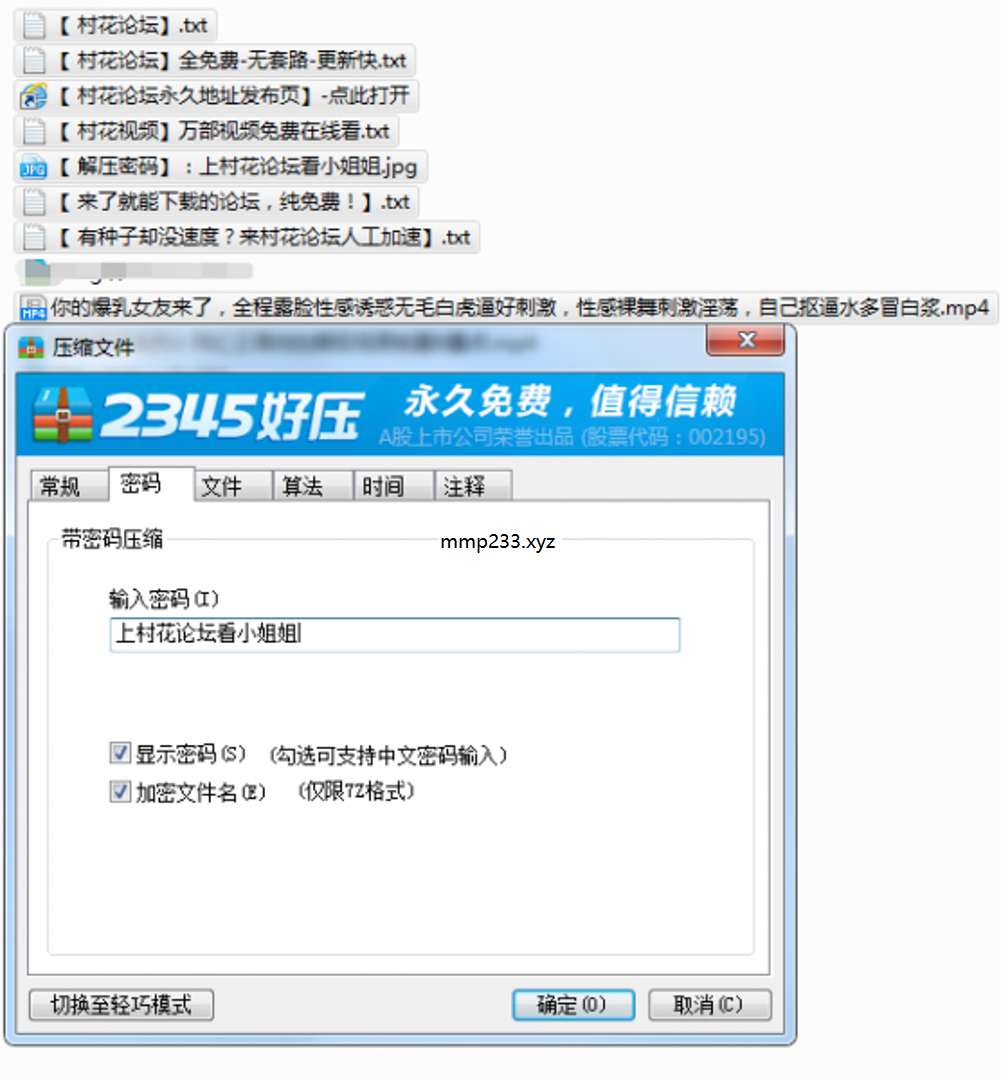 【 村花论坛】.txt
【 村花论坛】全免费-无套路-更新快.txt
【 村花论坛永久地址发布页】-点此打开
【 村花视频】万部视频免费在线看.txt
【 解压密码】：上村花论坛看小姐姐.jpg
【 来了就能下载的论坛，纯免费！】.txt
【 有种子却没速度？来村花论坛人工加速】.txt
你的爆乳女友来了，全程露脸性感诱惑无毛白虎逼好刺激，性感裸舞刺激淫荡，自己抠逼水多冒白浆.mp4
压缩文件
2345好压
永久免费，值得信赖
A股上市公司荣誉出品 (股票代码：002195)
常规 密码 文件 算法 时间 注释
带密码压缩
mmp233.xyz
输入密码(I)
上村花论坛看小姐姐
显示密码(S) (勾选可支持中文密码输入)
加密文件名(E) (仅限7Z格式)
切换至轻巧模式 确定(O) 取消(C)